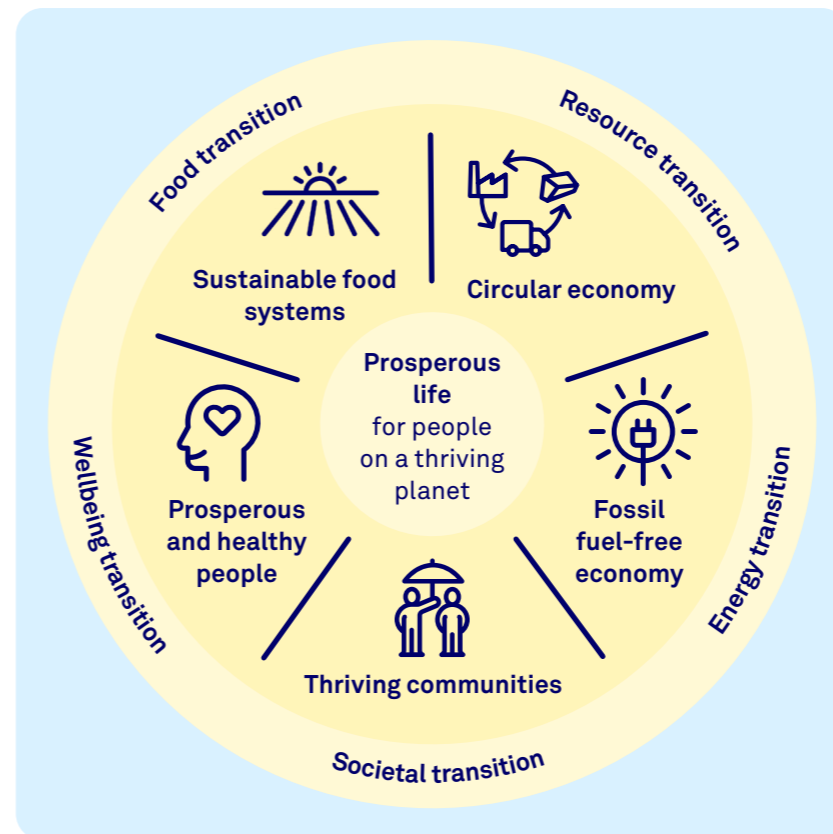 Food transition
Resource transition
Sustainable food
systems
Circular economy
Prosperous
life
for people
on a thriving
planet
Prosperous
and healthy
people
Fossil
fuel-free
economy
Wellbeing transition
Energy transition
Thriving communities
Societal transition